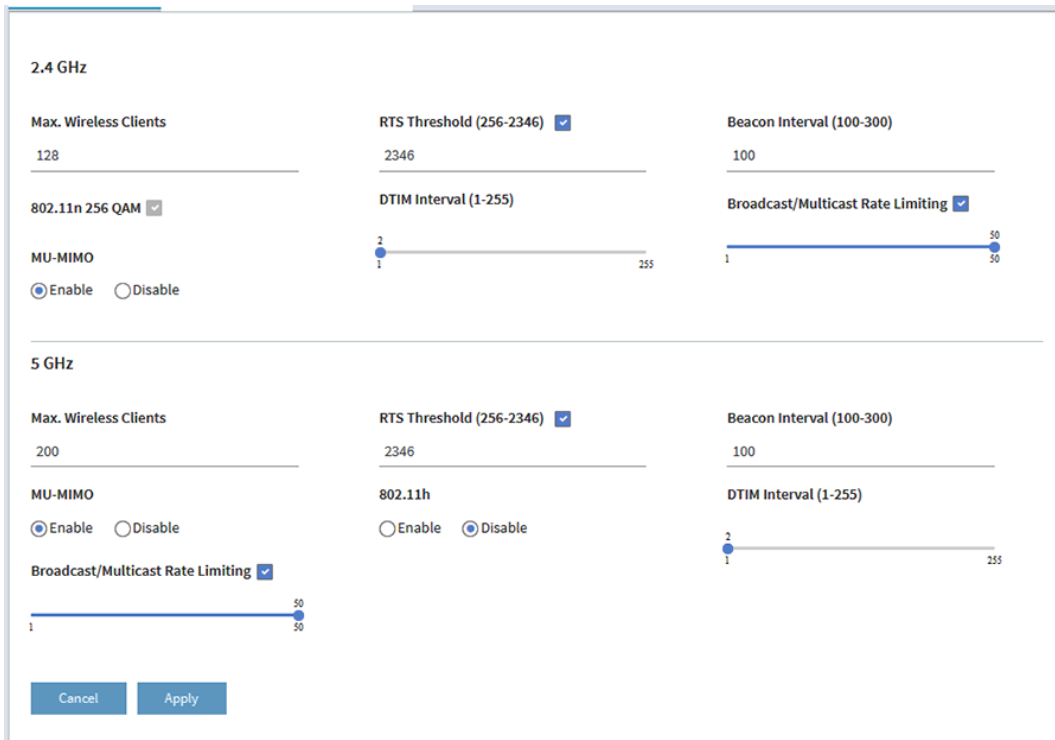 2.4 GHz
Max. Wireless Clients
RTS Threshold (256-2346)
Beacon Interval (100-300)
128
2346
100
802.11n 256 QAM
DTIM Interval (1-255)
Broadcast/Multicast Rate Limiting
2
1
255
50
1
50
MU-MIMO
Enable
Disable
5 GHz
Max. Wireless Clients
RTS Threshold (256-2346)
Beacon Interval (100-300)
200
2346
100
MU-MIMO
802.11h
DTIM Interval (1-255)
Enable
Disable
Enable
Disable
2
1
255
Broadcast/Multicast Rate Limiting
50
1
50
Cancel
Apply